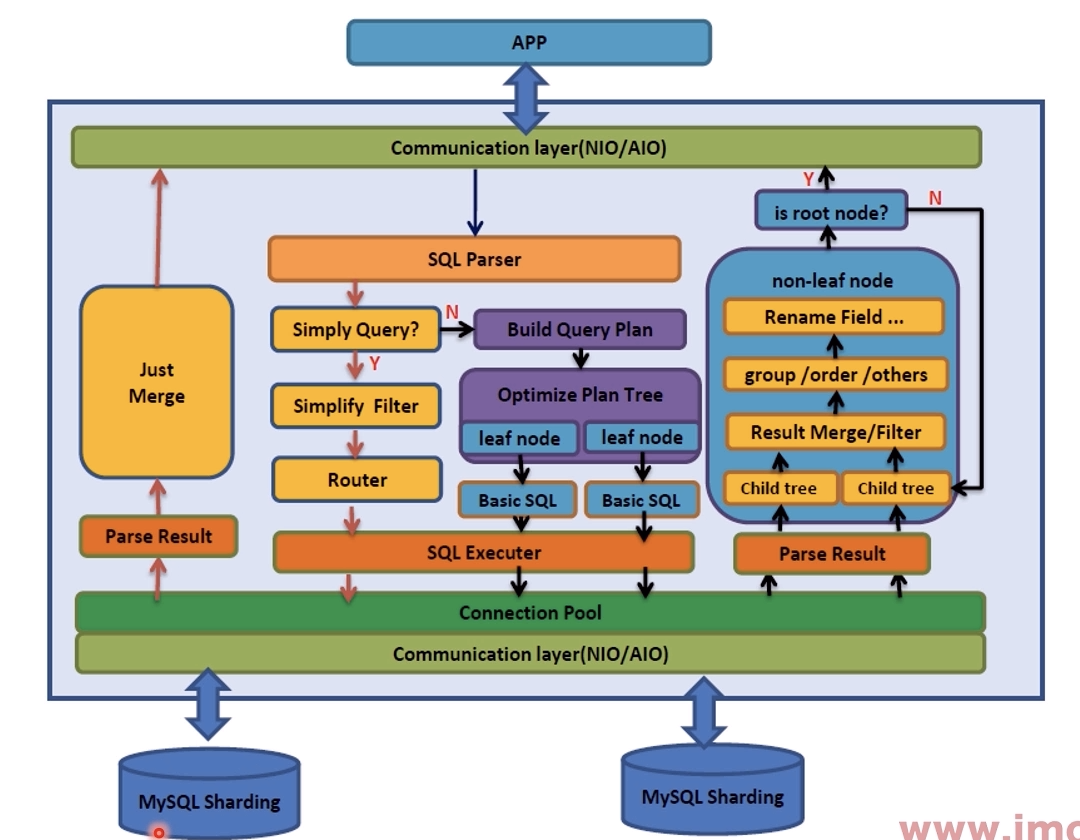 APP
Communication layer(NIO/AIO)
Y
is root node?
N
SQL Parser
non-leaf node
Rename Field ...
Simply Query?
N
Build Query Plan
Y
Just
Merge
group /order /others
Simplify Filter
Optimize Plan Tree
leaf node
leaf node
Result Merge/Filter
Router
Basic SQL
Basic SQL
Child tree
Child tree
Parse Result
SQL Executer
Parse Result
Connection Pool
Communication layer(NIO/AIO)
MySQL Sharding
MySQL Sharding